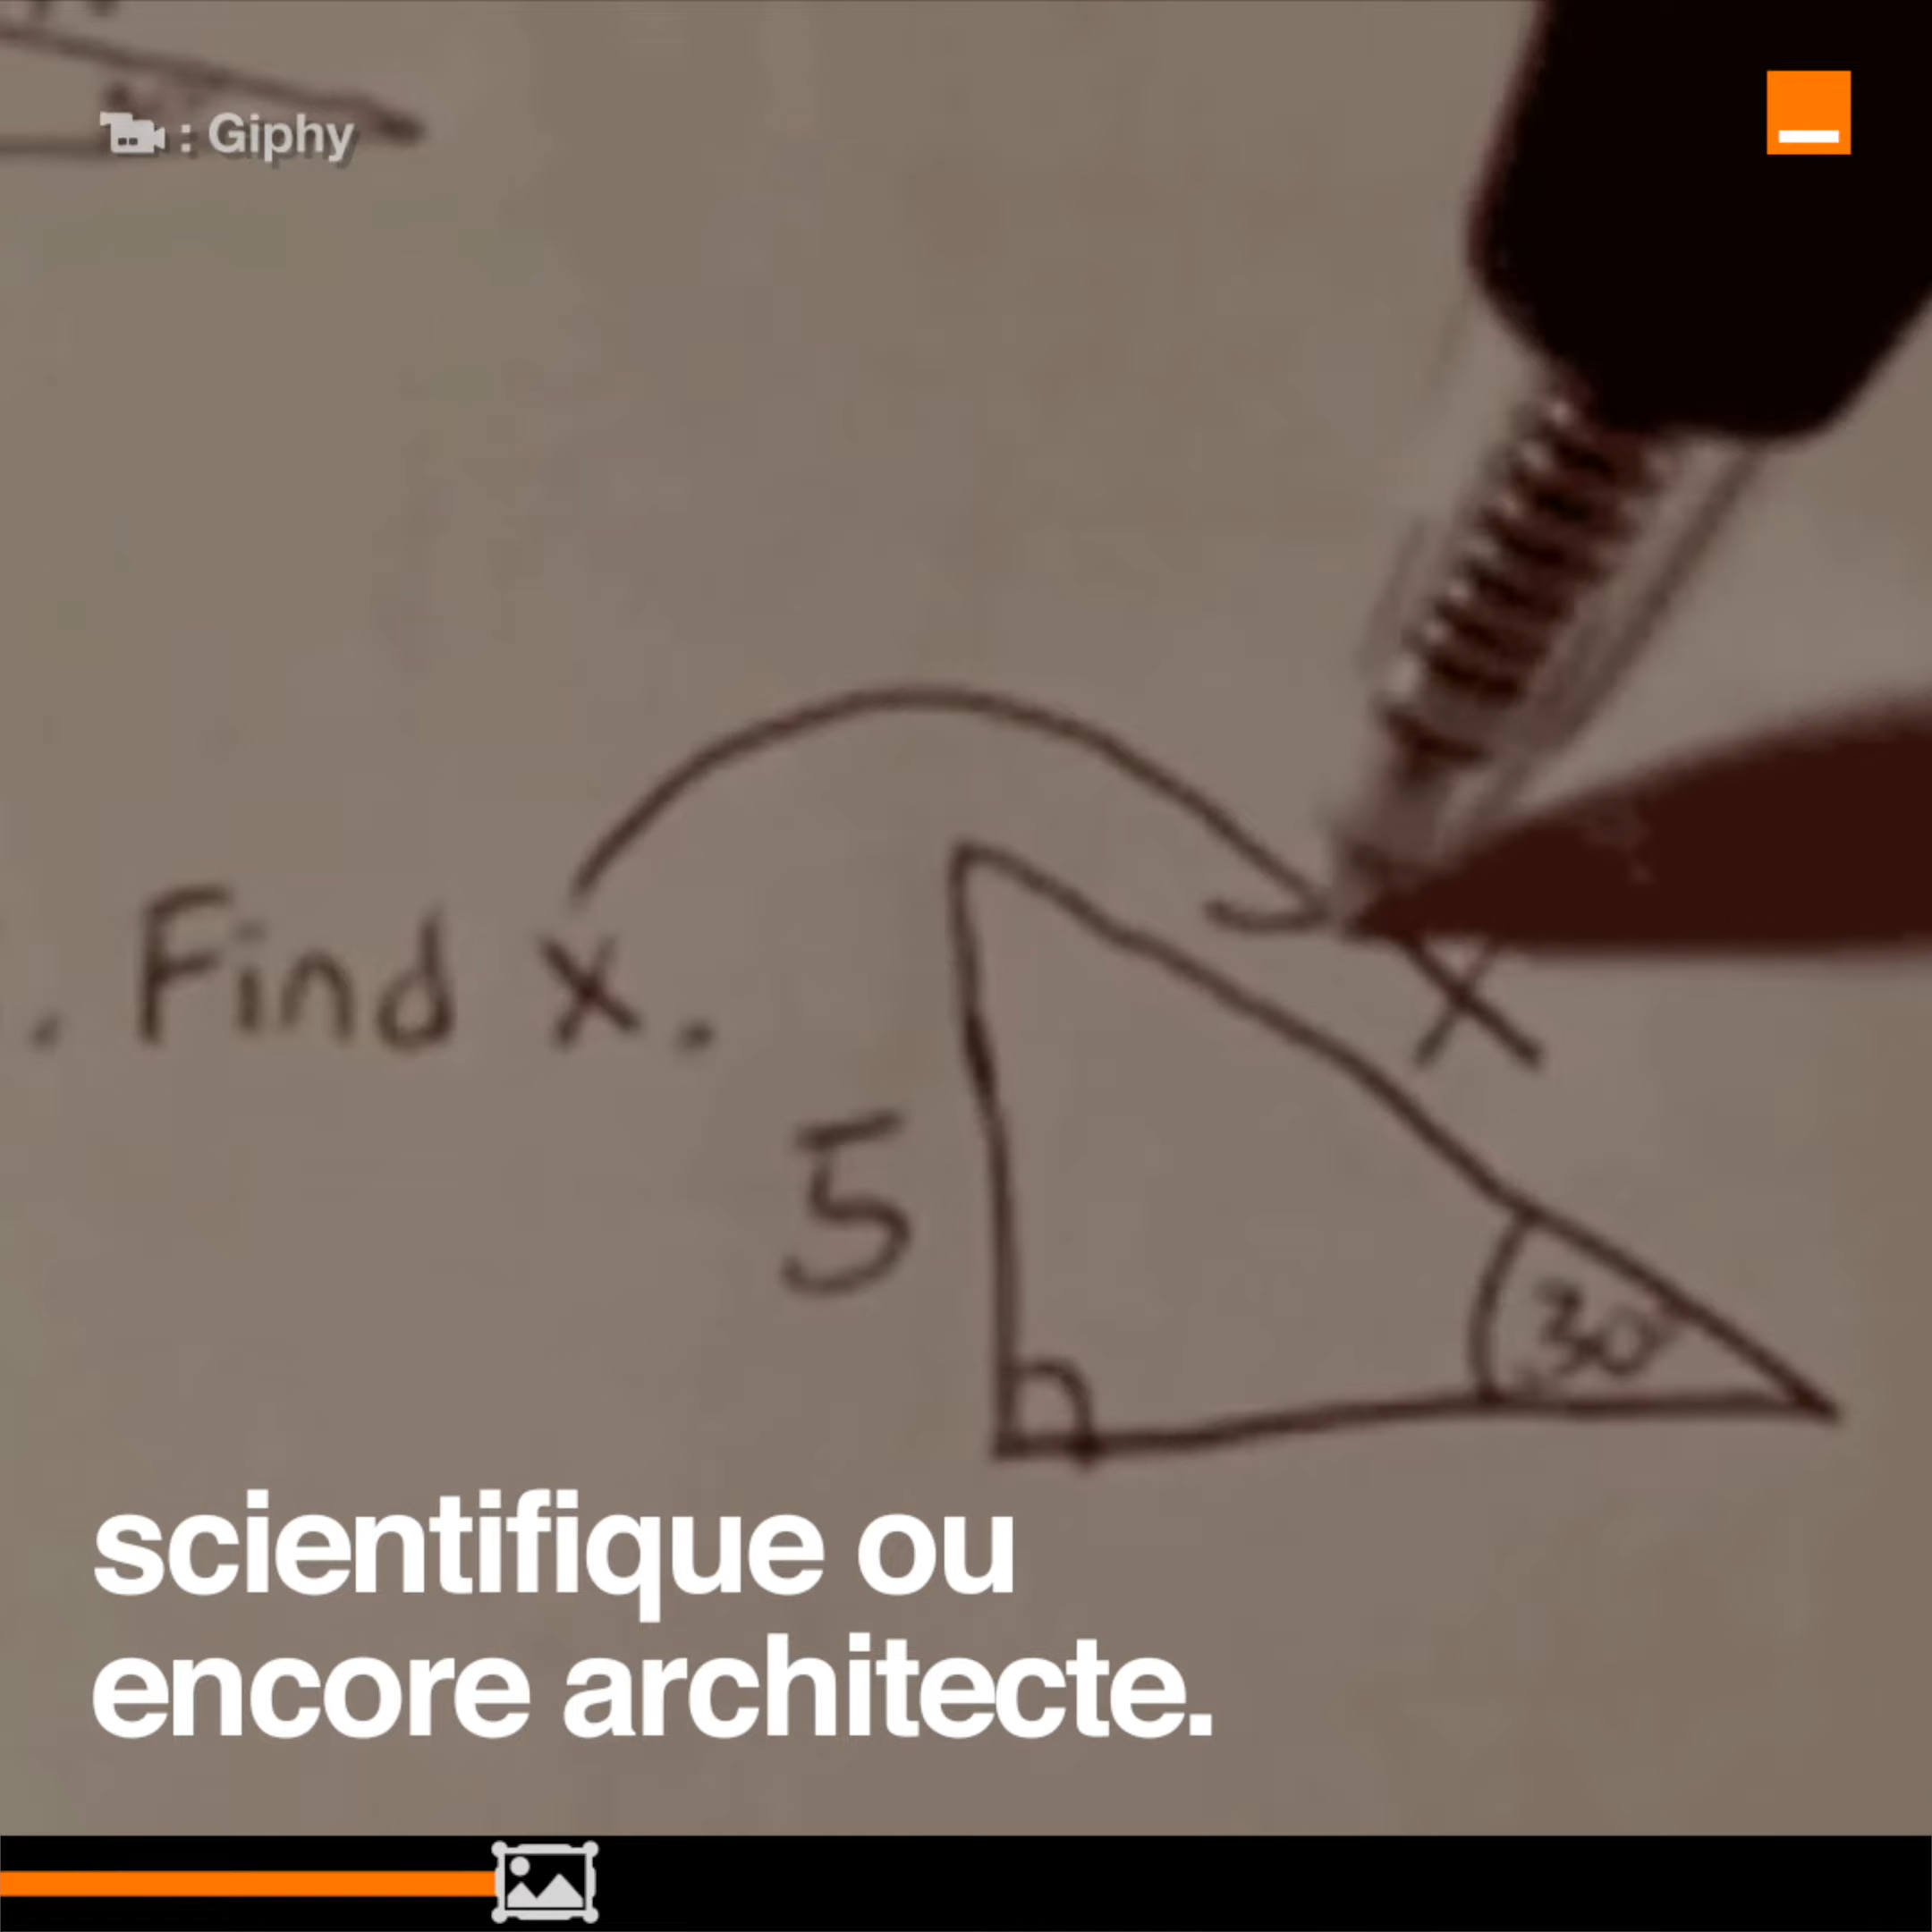 : Giphy
. Find x.
x
5
30°
scientifique ou
encore architecte.